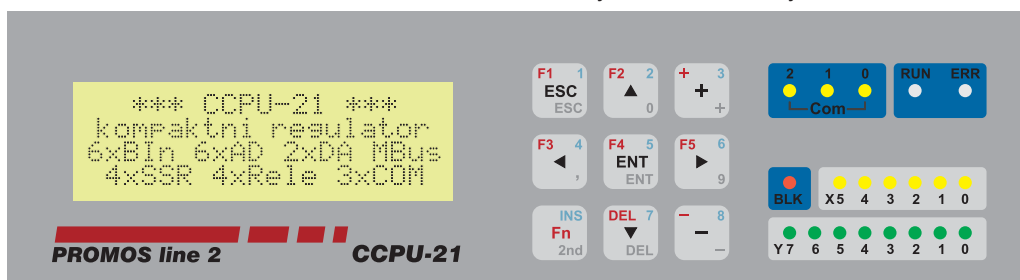 *** CCPU-21 ***
kompaktni regulator
6xBIn 6xAD 2xDA MBus
4xSSR 4xRele 3xCOM
PROMOS line 2 CCPU-21
F1 1 F2 2 + 3
ESC ▲ +
ESC 0 +
F3 4 F4 5 F5 6
◀ ENT ▶
, ENT 9
INS DEL 7 - 8
Fn ▼ -
2nd DEL -
2 1 0 RUN ERR
Com
BLK X5 4 3 2 1 0
Y7 6 5 4 3 2 1 0